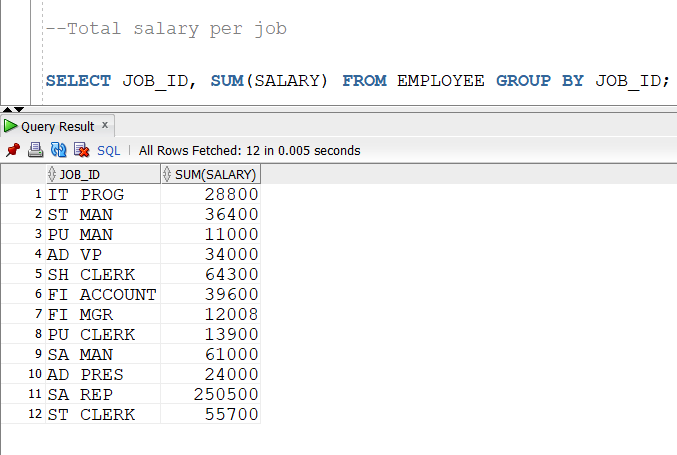 --Total salary per job
SELECT JOB_ID, SUM(SALARY) FROM EMPLOYEE GROUP BY JOB_ID;
Query Result x
SQL | All Rows Fetched: 12 in 0.005 seconds
JOB_ID SUM(SALARY)
1 IT PROG 28800
2 ST MAN 36400
3 PU MAN 11000
4 AD VP 34000
5 SH CLERK 64300
6 FI ACCOUNT 39600
7 FI MGR 12008
8 PU CLERK 13900
9 SA MAN 61000
10 AD PRES 24000
11 SA REP 250500
12 ST CLERK 55700